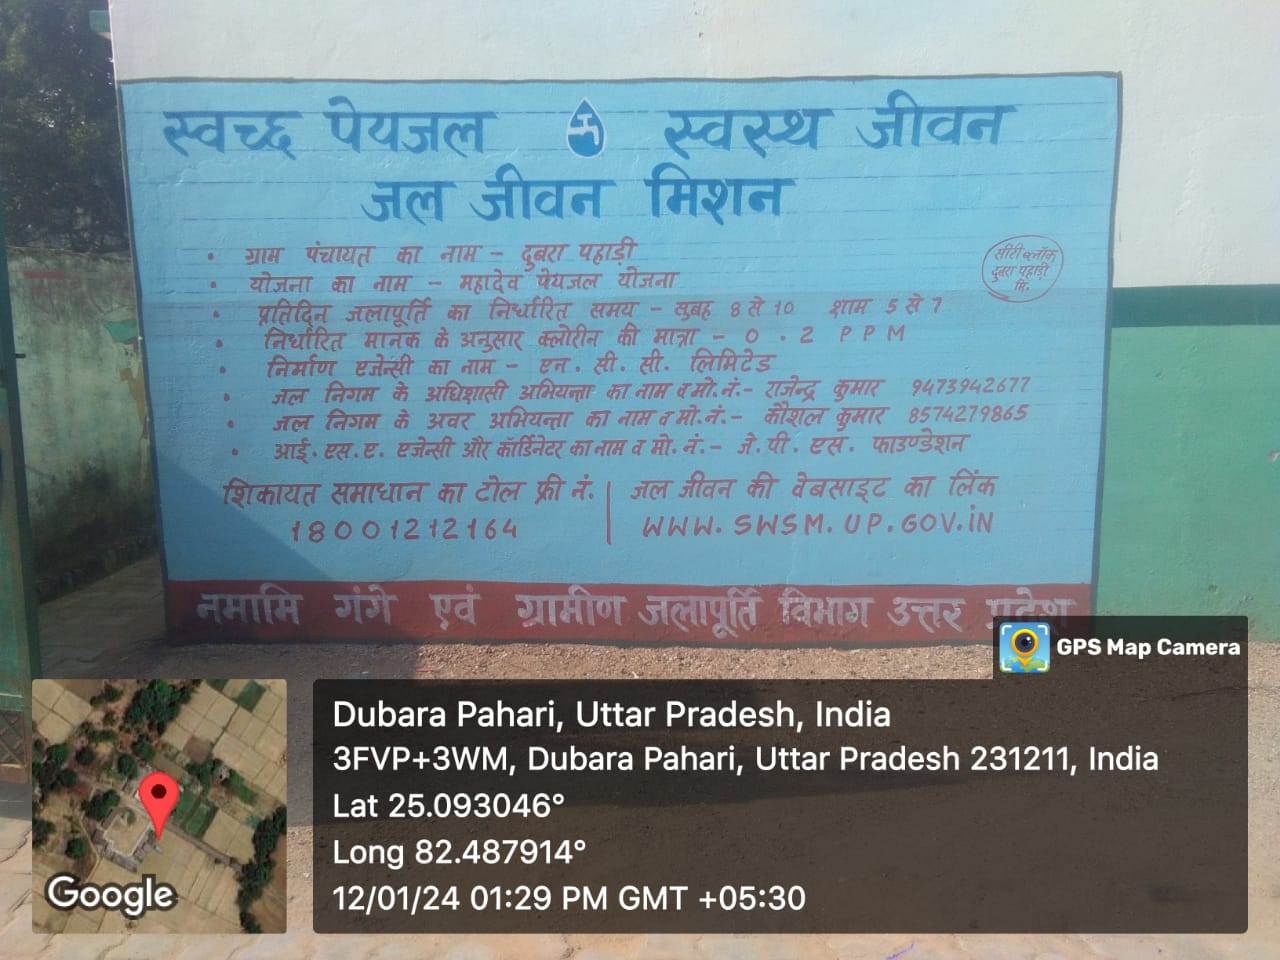 स्वच्छ पेयजल स्वस्थ जीवन
जल जीवन मिशन
• ग्राम पंचायत का नाम – दुबरा पहाड़ी
• योजना का नाम – महादेव पेयजल योजना
• प्रतिदिन जलापूर्ति का निर्धारित समय – सुबह 8 से 10 शाम 5 से 7
• निर्धारित मानक के अनुसार क्लोरीन की मात्रा – 0.2 PPM
• निर्माण एजेन्सी का नाम – एन. सी. सी. लिमिटेड
• जल निगम के अधिशासी अभियन्ता का नाम व मो. नं. – राजेन्द्र कुमार 9473942677
• जल निगम के अवर अभियन्ता का नाम व मो. नं. – कौशल कुमार 8574279865
• आई. एस. ए. एजेन्सी और कॉर्डिनेटर का नाम व मो. नं. – जे. पी. एस. फाउण्डेशन
सीटी ब्लॉक
दुबरा पहाड़ी
मि.
शिकायत समाधान का टोल फ्री नं.
18001212164
जल जीवन की वेबसाइट का लिंक
WWW.SWSM.UP.GOV.iN
नमामि गंगे एवं ग्रामीण जलापूर्ति विभाग उत्तर प्रदेश
GPS Map Camera
Dubara Pahari, Uttar Pradesh, India
3FVP+3WM, Dubara Pahari, Uttar Pradesh 231211, India
Lat 25.093046°
Long 82.487914°
12/01/24 01:29 PM GMT +05:30
Google